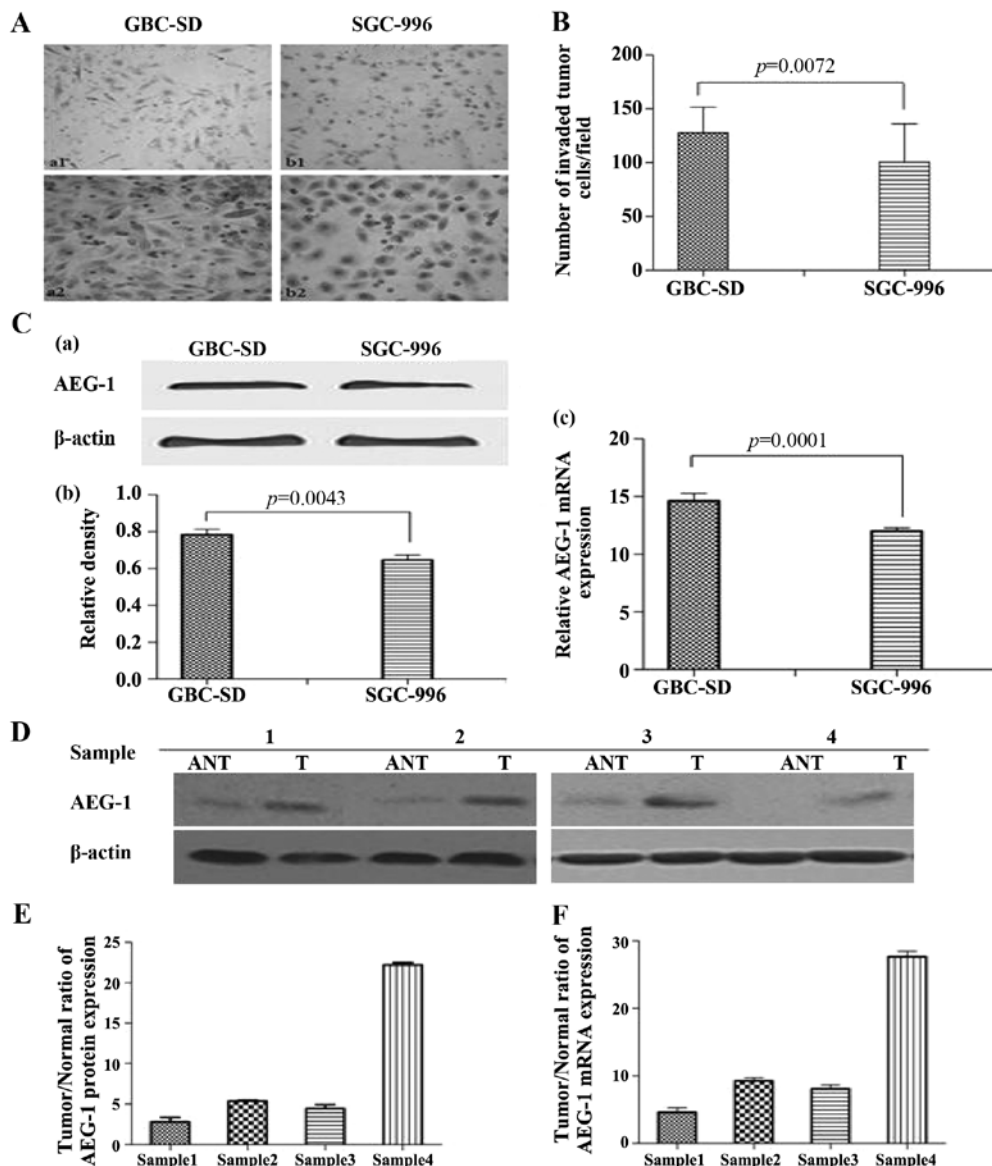 A
GBC-SD
SGC-996
a1
b1
a2
b2
B
Number of invaded tumor
cells/field
200
150
100
50
0
p=0.0072
GBC-SD
SGC-996
C
(a)
GBC-SD
SGC-996
AEG-1
β-actin
(b)
Relative density
1.0
0.8
0.6
0.4
0.2
0.0
p=0.0043
GBC-SD
SGC-996
(c)
Relative AEG-1 mRNA
expression
20
15
10
5
0
p=0.0001
GBC-SD
SGC-996
D
Sample
1
2
3
4
ANT T ANT T ANT T ANT T
AEG-1
β-actin
E
Tumor/Normal ratio of
AEG-1 protein expression
25
20
15
10
5
0
Sample1 Sample2 Sample3 Sample4
F
Tumor/Normal ratio of
AEG-1 mRNA expression
30
20
10
0
Sample1 Sample2 Sample3 Sample4